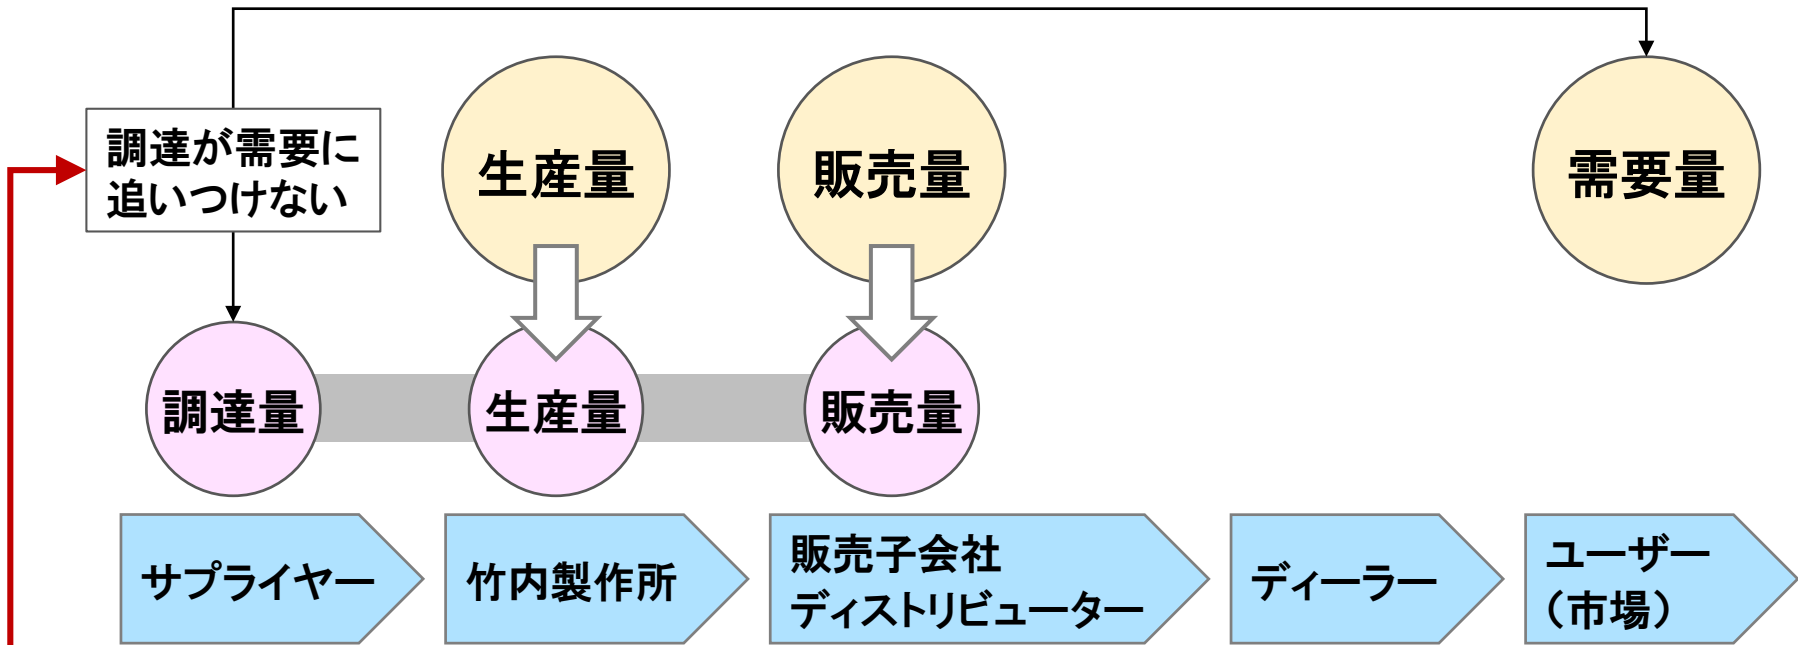 調達が需要に
追いつけない
生産量
販売量
需要量
調達量
生産量
販売量
サプライヤー
竹内製作所
販売子会社
ディストリビューター
ディーラー
ユーザー
（市場）